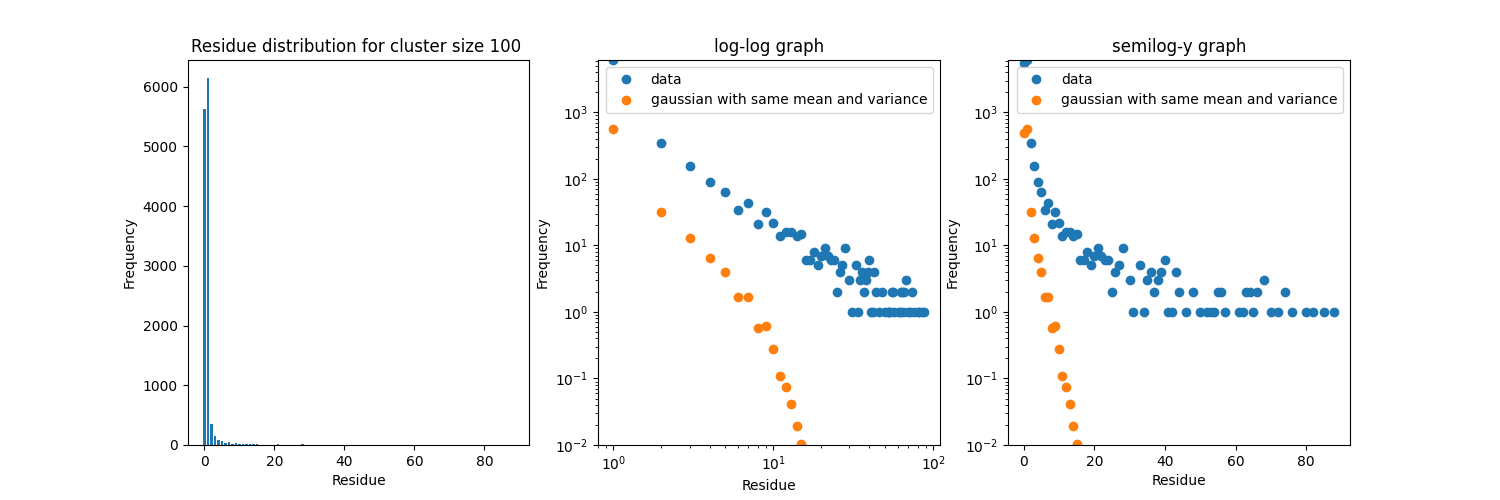 Residue distribution for cluster size 100
Frequency
6000
5000
4000
3000
2000
1000
0
0 20 40 60 80
Residue
log-log graph
data
gaussian with same mean and variance
Frequency
10³
10²
10¹
10⁰
10⁻¹
10⁻²
10⁰ 10¹ 10²
Residue
semilog-y graph
data
gaussian with same mean and variance
Frequency
10³
10²
10¹
10⁰
10⁻¹
10⁻²
0 20 40 60 80
Residue